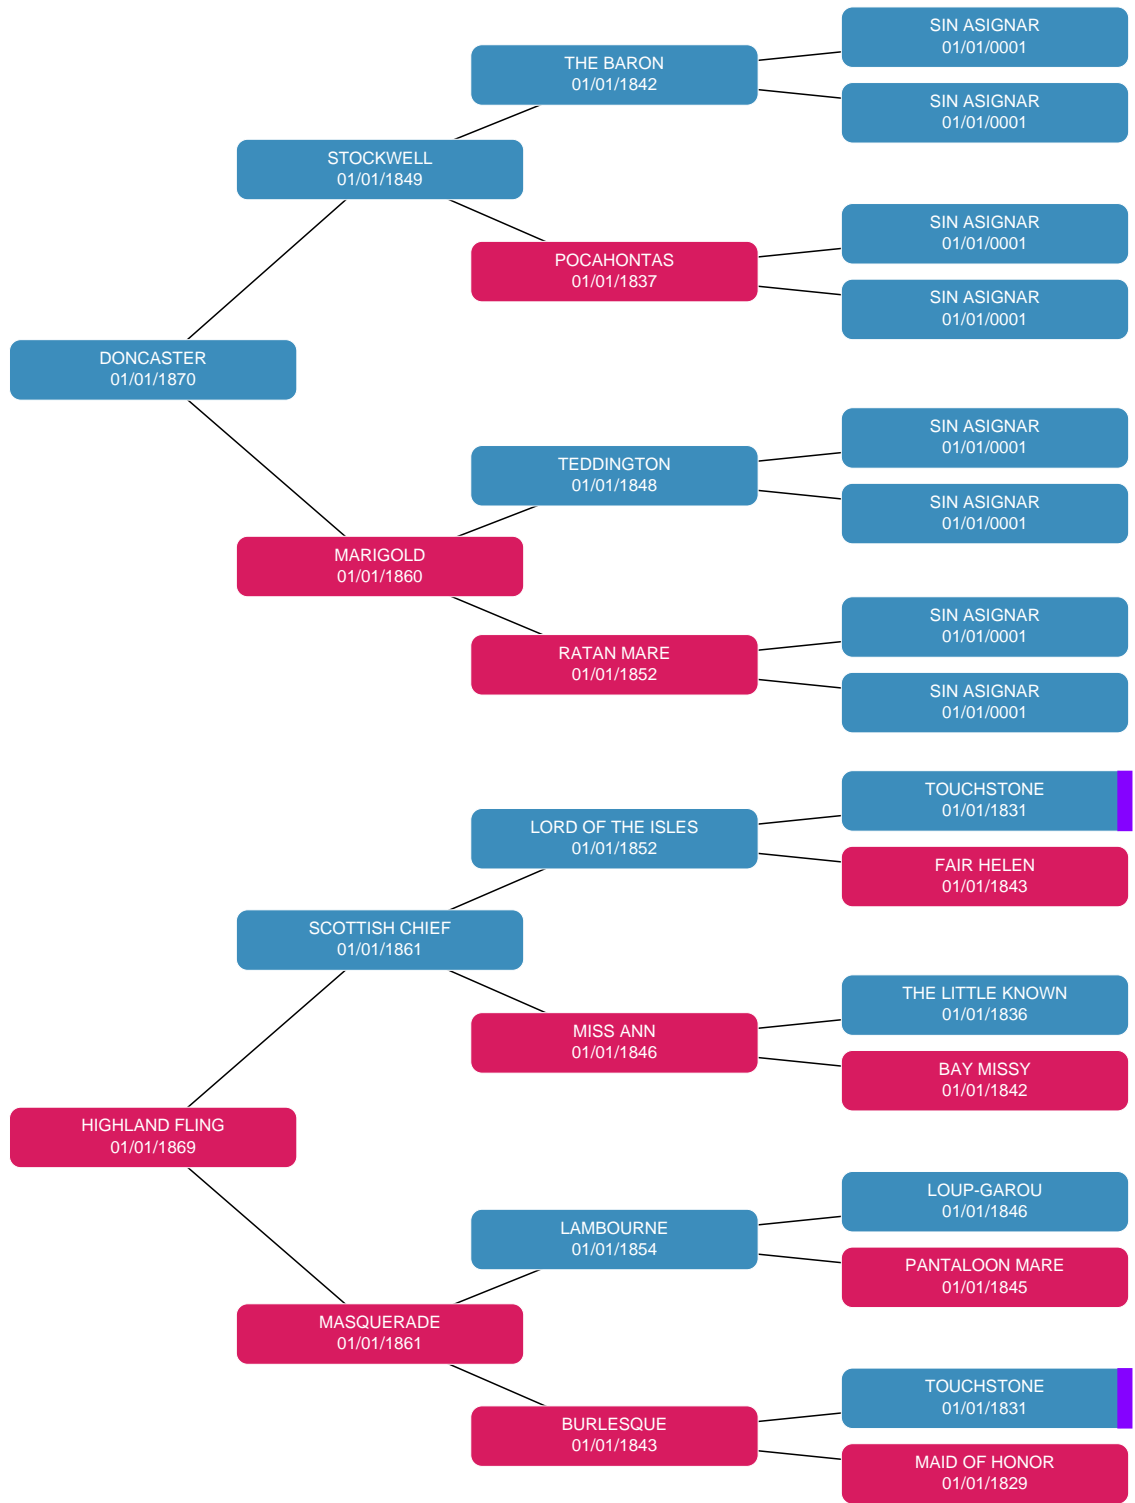 SIN ASIGNAR
01/01/0001
THE BARON
01/01/1842
SIN ASIGNAR
01/01/0001
STOCKWELL
01/01/1849
SIN ASIGNAR
01/01/0001
POCAHONTAS
01/01/1837
SIN ASIGNAR
01/01/0001
DONCASTER
01/01/1870
SIN ASIGNAR
01/01/0001
TEDDINGTON
01/01/1848
SIN ASIGNAR
01/01/0001
MARIGOLD
01/01/1860
SIN ASIGNAR
01/01/0001
RATAN MARE
01/01/1852
SIN ASIGNAR
01/01/0001
TOUCHSTONE
01/01/1831
LORD OF THE ISLES
01/01/1852
FAIR HELEN
01/01/1843
SCOTTISH CHIEF
01/01/1861
THE LITTLE KNOWN
01/01/1836
MISS ANN
01/01/1846
BAY MISSY
01/01/1842
HIGHLAND FLING
01/01/1869
LOUP-GAROU
01/01/1846
LAMBOURNE
01/01/1854
PANTALOON MARE
01/01/1845
MASQUERADE
01/01/1861
TOUCHSTONE
01/01/1831
BURLESQUE
01/01/1843
MAID OF HONOR
01/01/1829